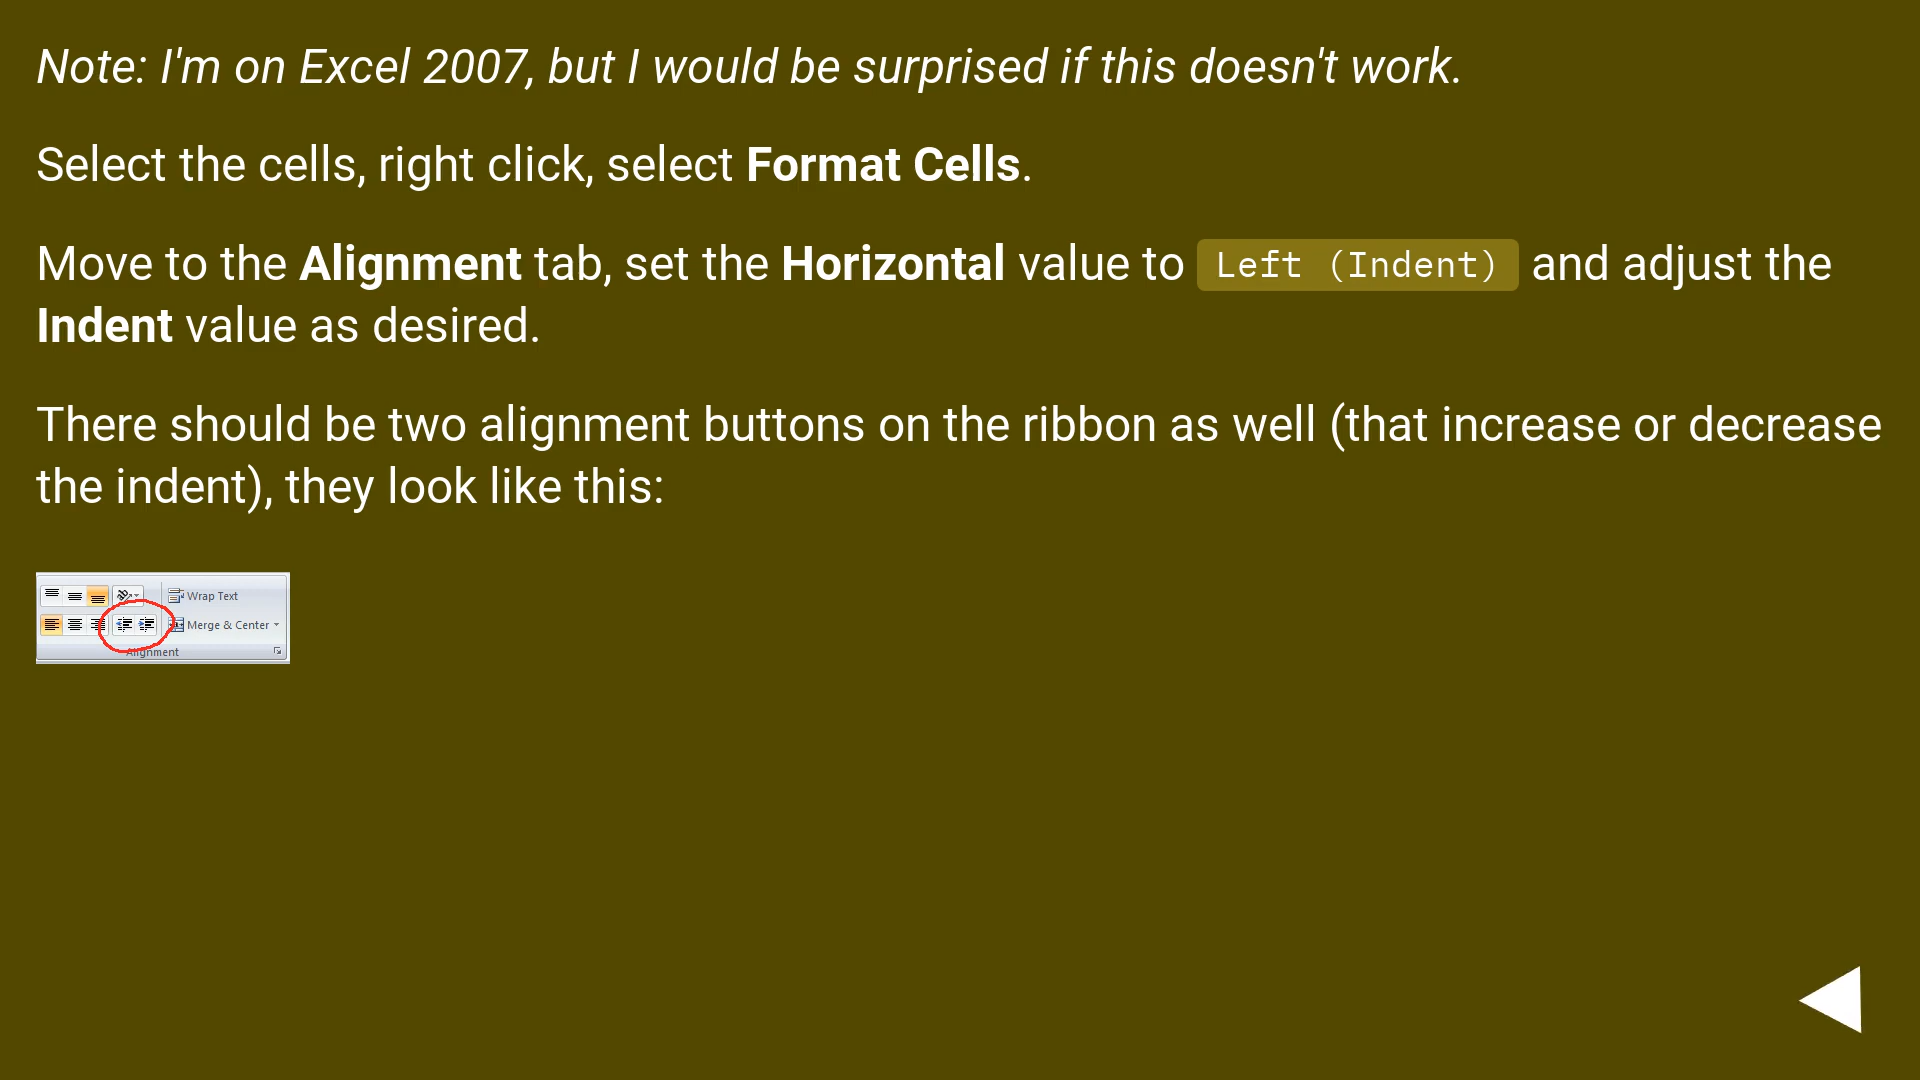 Note: I'm on Excel 2007, but I would be surprised if this doesn't work.
Select the cells, right click, select Format Cells.
Move to the Alignment tab, set the Horizontal value to Left (Indent) and adjust the
Indent value as desired.
There should be two alignment buttons on the ribbon as well (that increase or decrease
the indent), they look like this:
Wrap Text
Merge & Center
Alignment